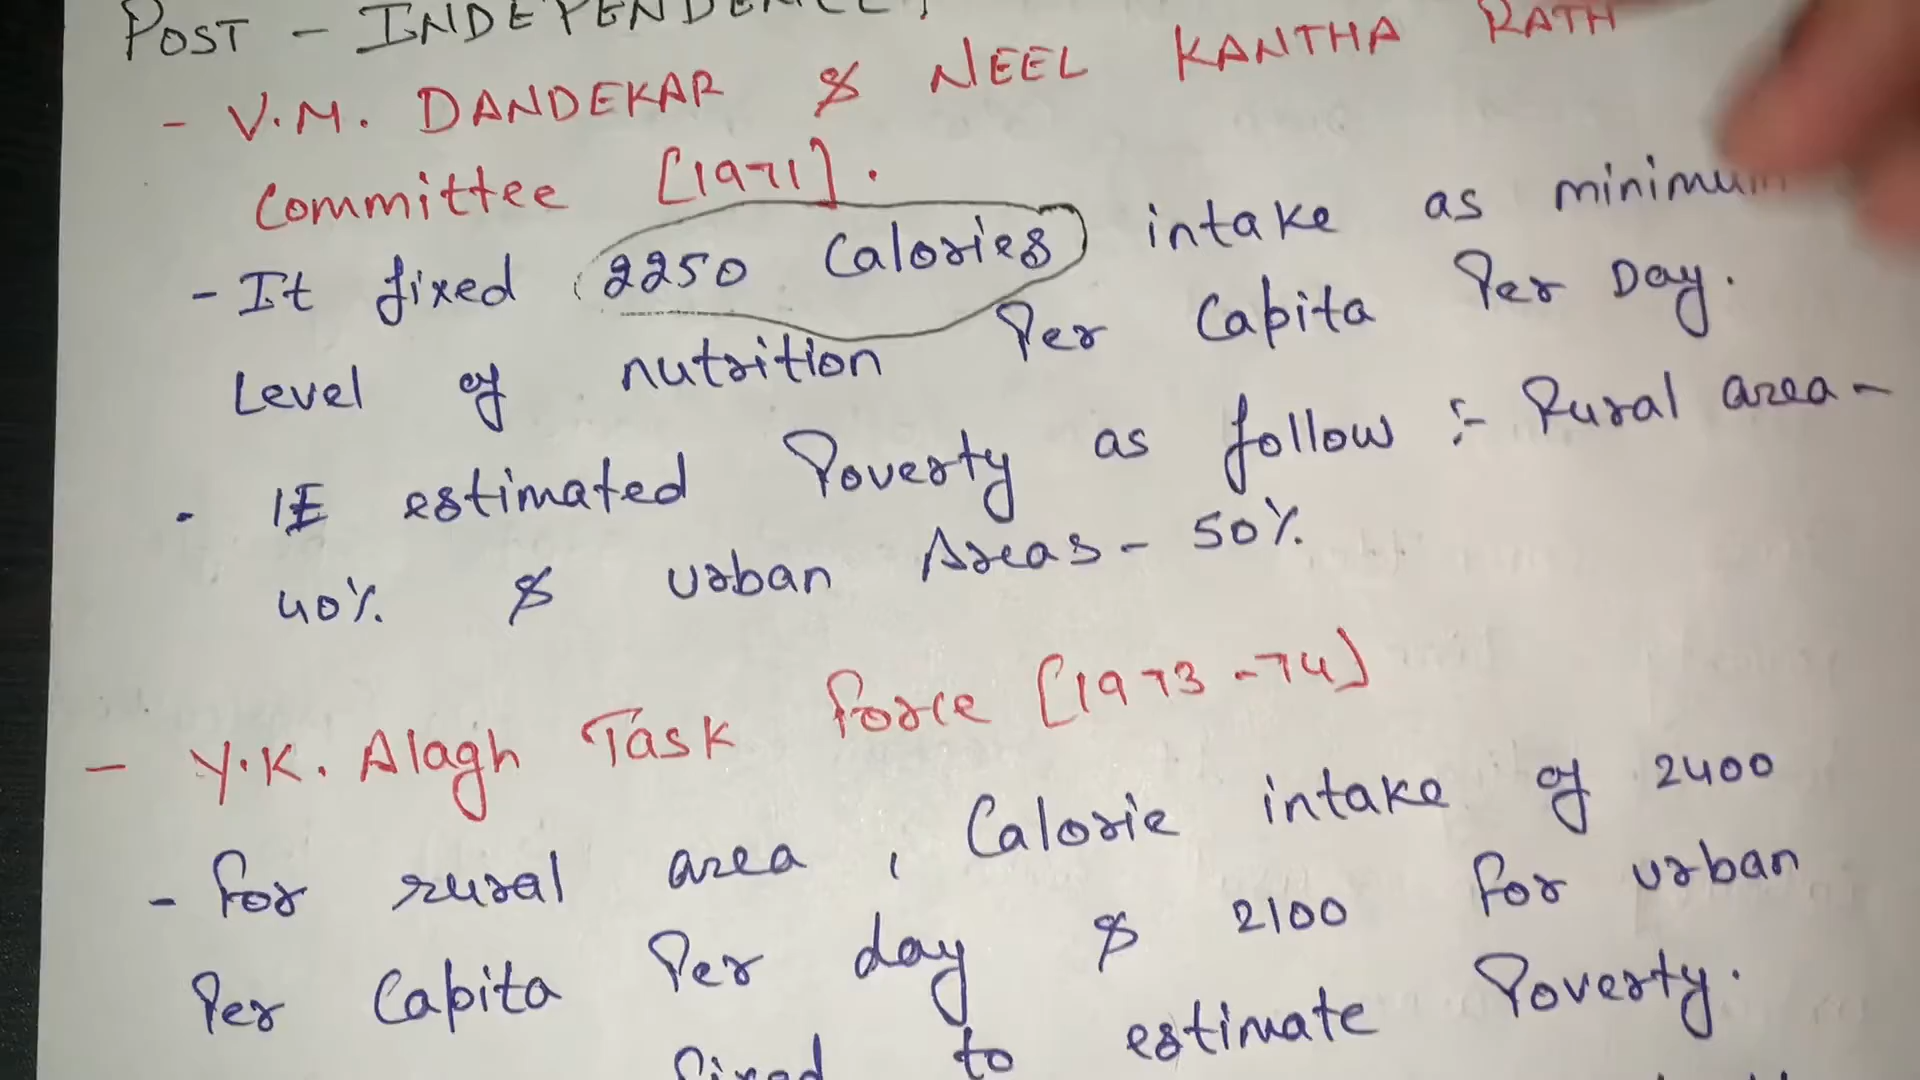 POST - INDEPENDENCE:
- V.M. DANDEKAR & NEEL KANTHA RATH
Committee [1971].
- It fixed 2250 Calories intake as minimum
Level of nutrition Per Capita Per Day.
• IE estimated Poverty as follow :- Rural area -
40% & urban Areas - 50%
- Y.K. Alagh Task Force [1973-74]
- For rural area, Calorie intake of 2400
Per Capita Per day & 2100 for urban
fixed to estimate Poverty.